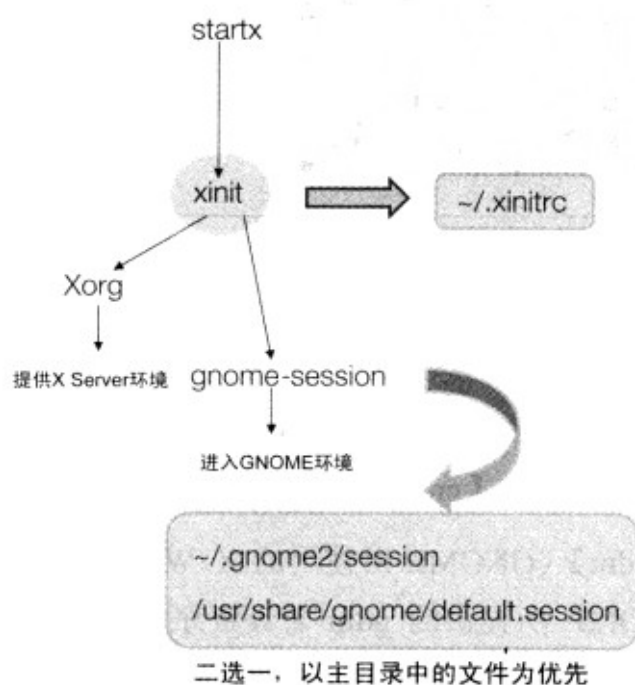 startx
xinit
~/.xinitrc
Xorg
提供X Server环境
gnome-session
进入GNOME环境
~/.gnome2/session
/usr/share/gnome/default.session
二选一，以主目录中的文件为优先